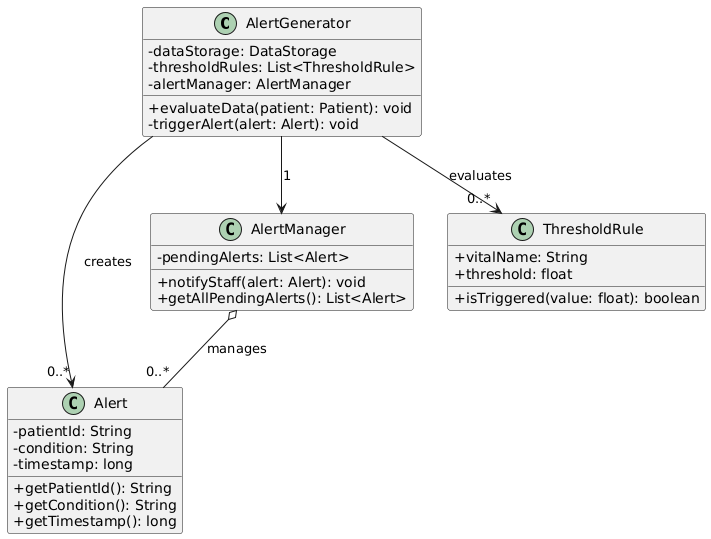 C AlertGenerator
-dataStorage: DataStorage
-thresholdRules: List<ThresholdRule>
-alertManager: AlertManager
+evaluateData(patient: Patient): void
-triggerAlert(alert: Alert): void
creates
1
evaluates
0..*
C AlertManager
-pendingAlerts: List<Alert>
+notifyStaff(alert: Alert): void
+getAllPendingAlerts(): List<Alert>
C ThresholdRule
+vitalName: String
+threshold: float
+isTriggered(value: float): boolean
manages
0..*
0..*
C Alert
-patientId: String
-condition: String
-timestamp: long
+getPatientId(): String
+getCondition(): String
+getTimestamp(): long